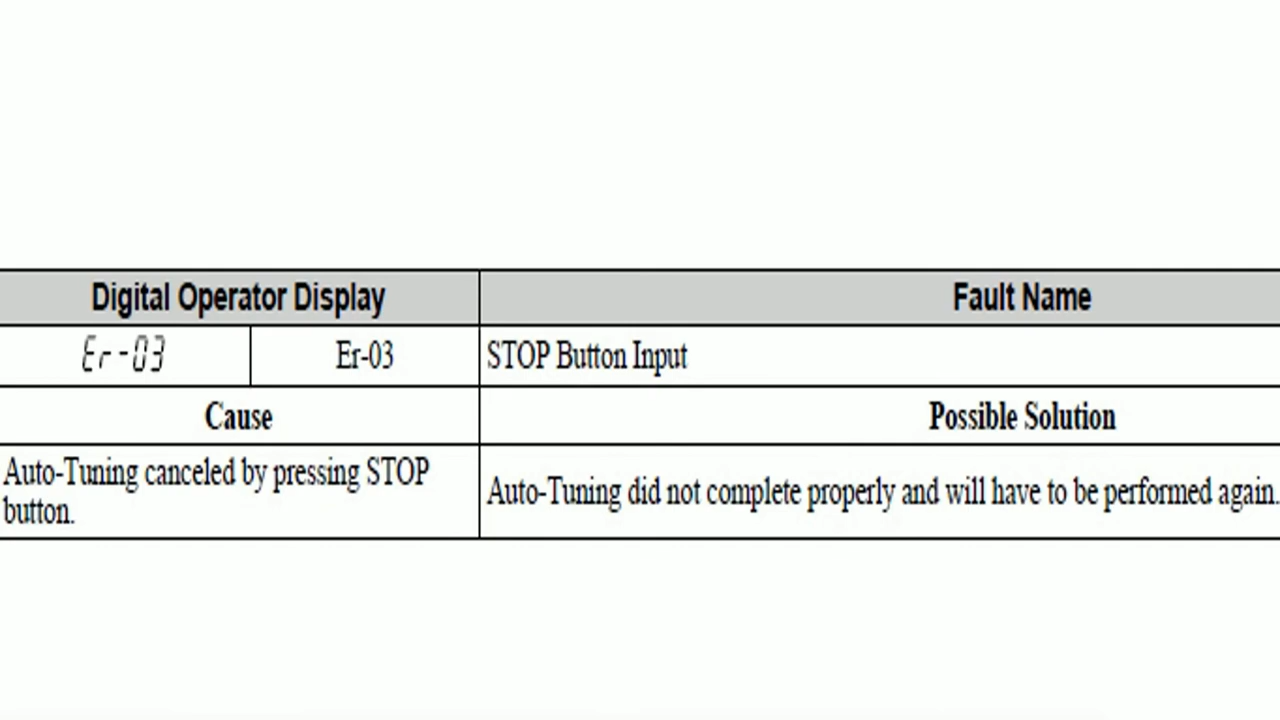 Digital Operator Display Fault Name
Er-03 Er-03 STOP Button Input
Cause Possible Solution
Auto-Tuning canceled by pressing STOP
button.
Auto-Tuning did not complete properly and will have to be performed again.